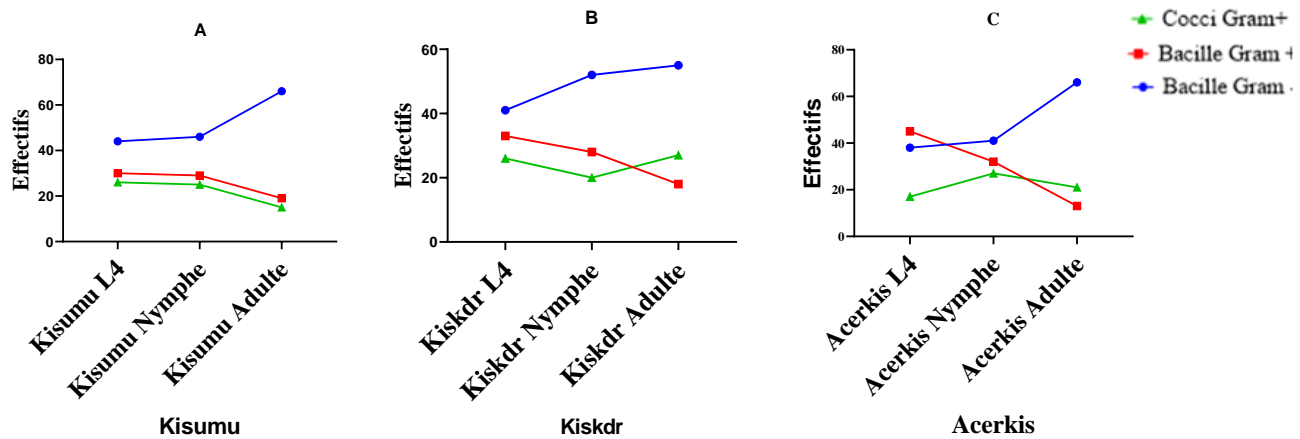 A
80
60
40
20
0
Effectifs
Kisumu L4
Kisumu Nymphe
Kisumu Adulte
Kisumu
B
60
40
20
0
Effectifs
Kiskdr L4
Kiskdr Nymphe
Kiskdr Adulte
Kiskdr
C
80
60
40
20
0
Effectifs
Acerkis L4
Acerkis Nymphe
Acerkis Adulte
Acerkis
Cocci Gram+
Bacille Gram +
Bacille Gram -